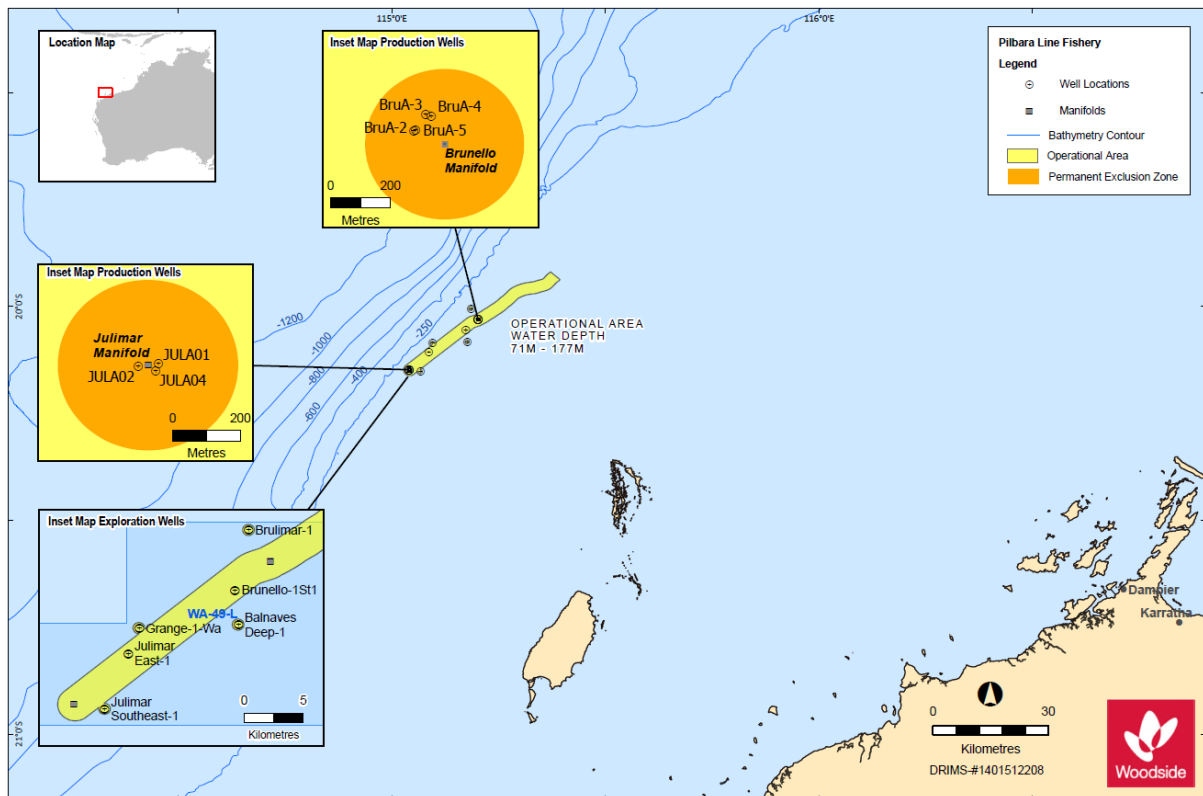 115°0'E
116°0'E
Location Map
Inset Map Production Wells
BruA-3
BruA-4
BruA-2
BruA-5
Brunello
Manifold
0
200
Metres
Pilbara Line Fishery
Legend
Well Locations
Manifolds
Bathymetry Contour
Operational Area
Permanent Exclusion Zone
20°0'S
Inset Map Production Wells
Julimar
Manifold
JULA01
JULA02
JULA04
0
200
Metres
-1200
-1000
-800
-600
-400
-250
OPERATIONAL AREA
WATER DEPTH
71M - 177M
Inset Map Exploration Wells
Brulimar-1
Brunello-1St1
WA-49-L
Balnaves
Deep-1
Grange-1-Wa
Julimar
East-1
Julimar
Southeast-1
0
5
Kilometres
Dampier
Karratha
21°0'S
0
30
Kilometres
DRIMS-#1401512208
Woodside